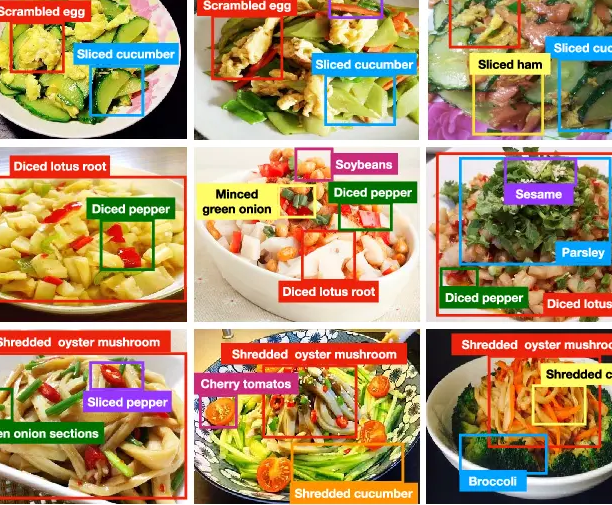 Scrambled egg
Sliced cucumber
Scrambled egg
Sliced cucumber
Sliced ham
Sliced cuc
Diced lotus root
Diced pepper
Soybeans
Minced
green onion
Diced pepper
Diced lotus root
Sesame
Parsley
Diced pepper
Diced lotus
Shredded oyster mushroom
Sliced pepper
en onion sections
Shredded oyster mushroom
Cherry tomatos
Shredded cucumber
Shredded oyster mushroo
Shredded c
Broccoli